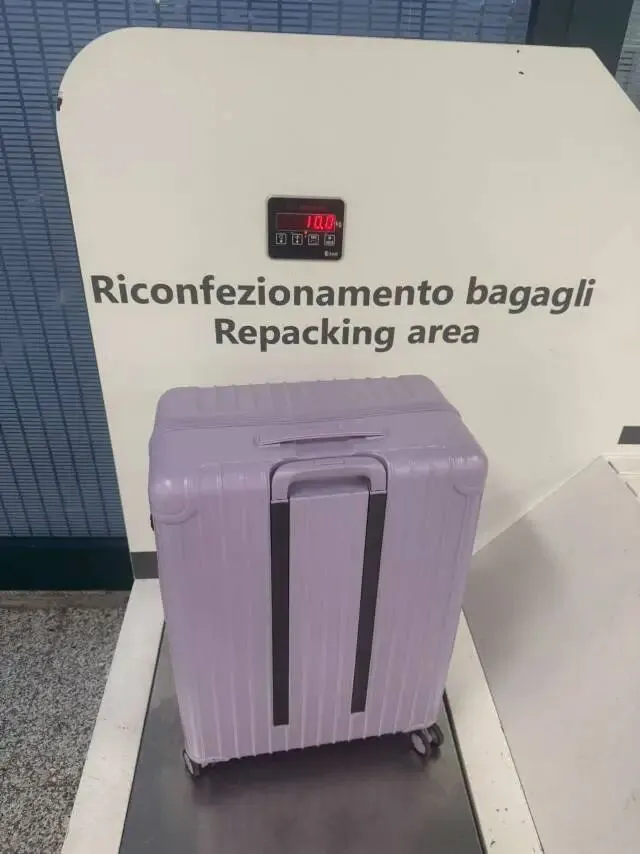 10.0
Riconfezionamento bagagli
Repacking area